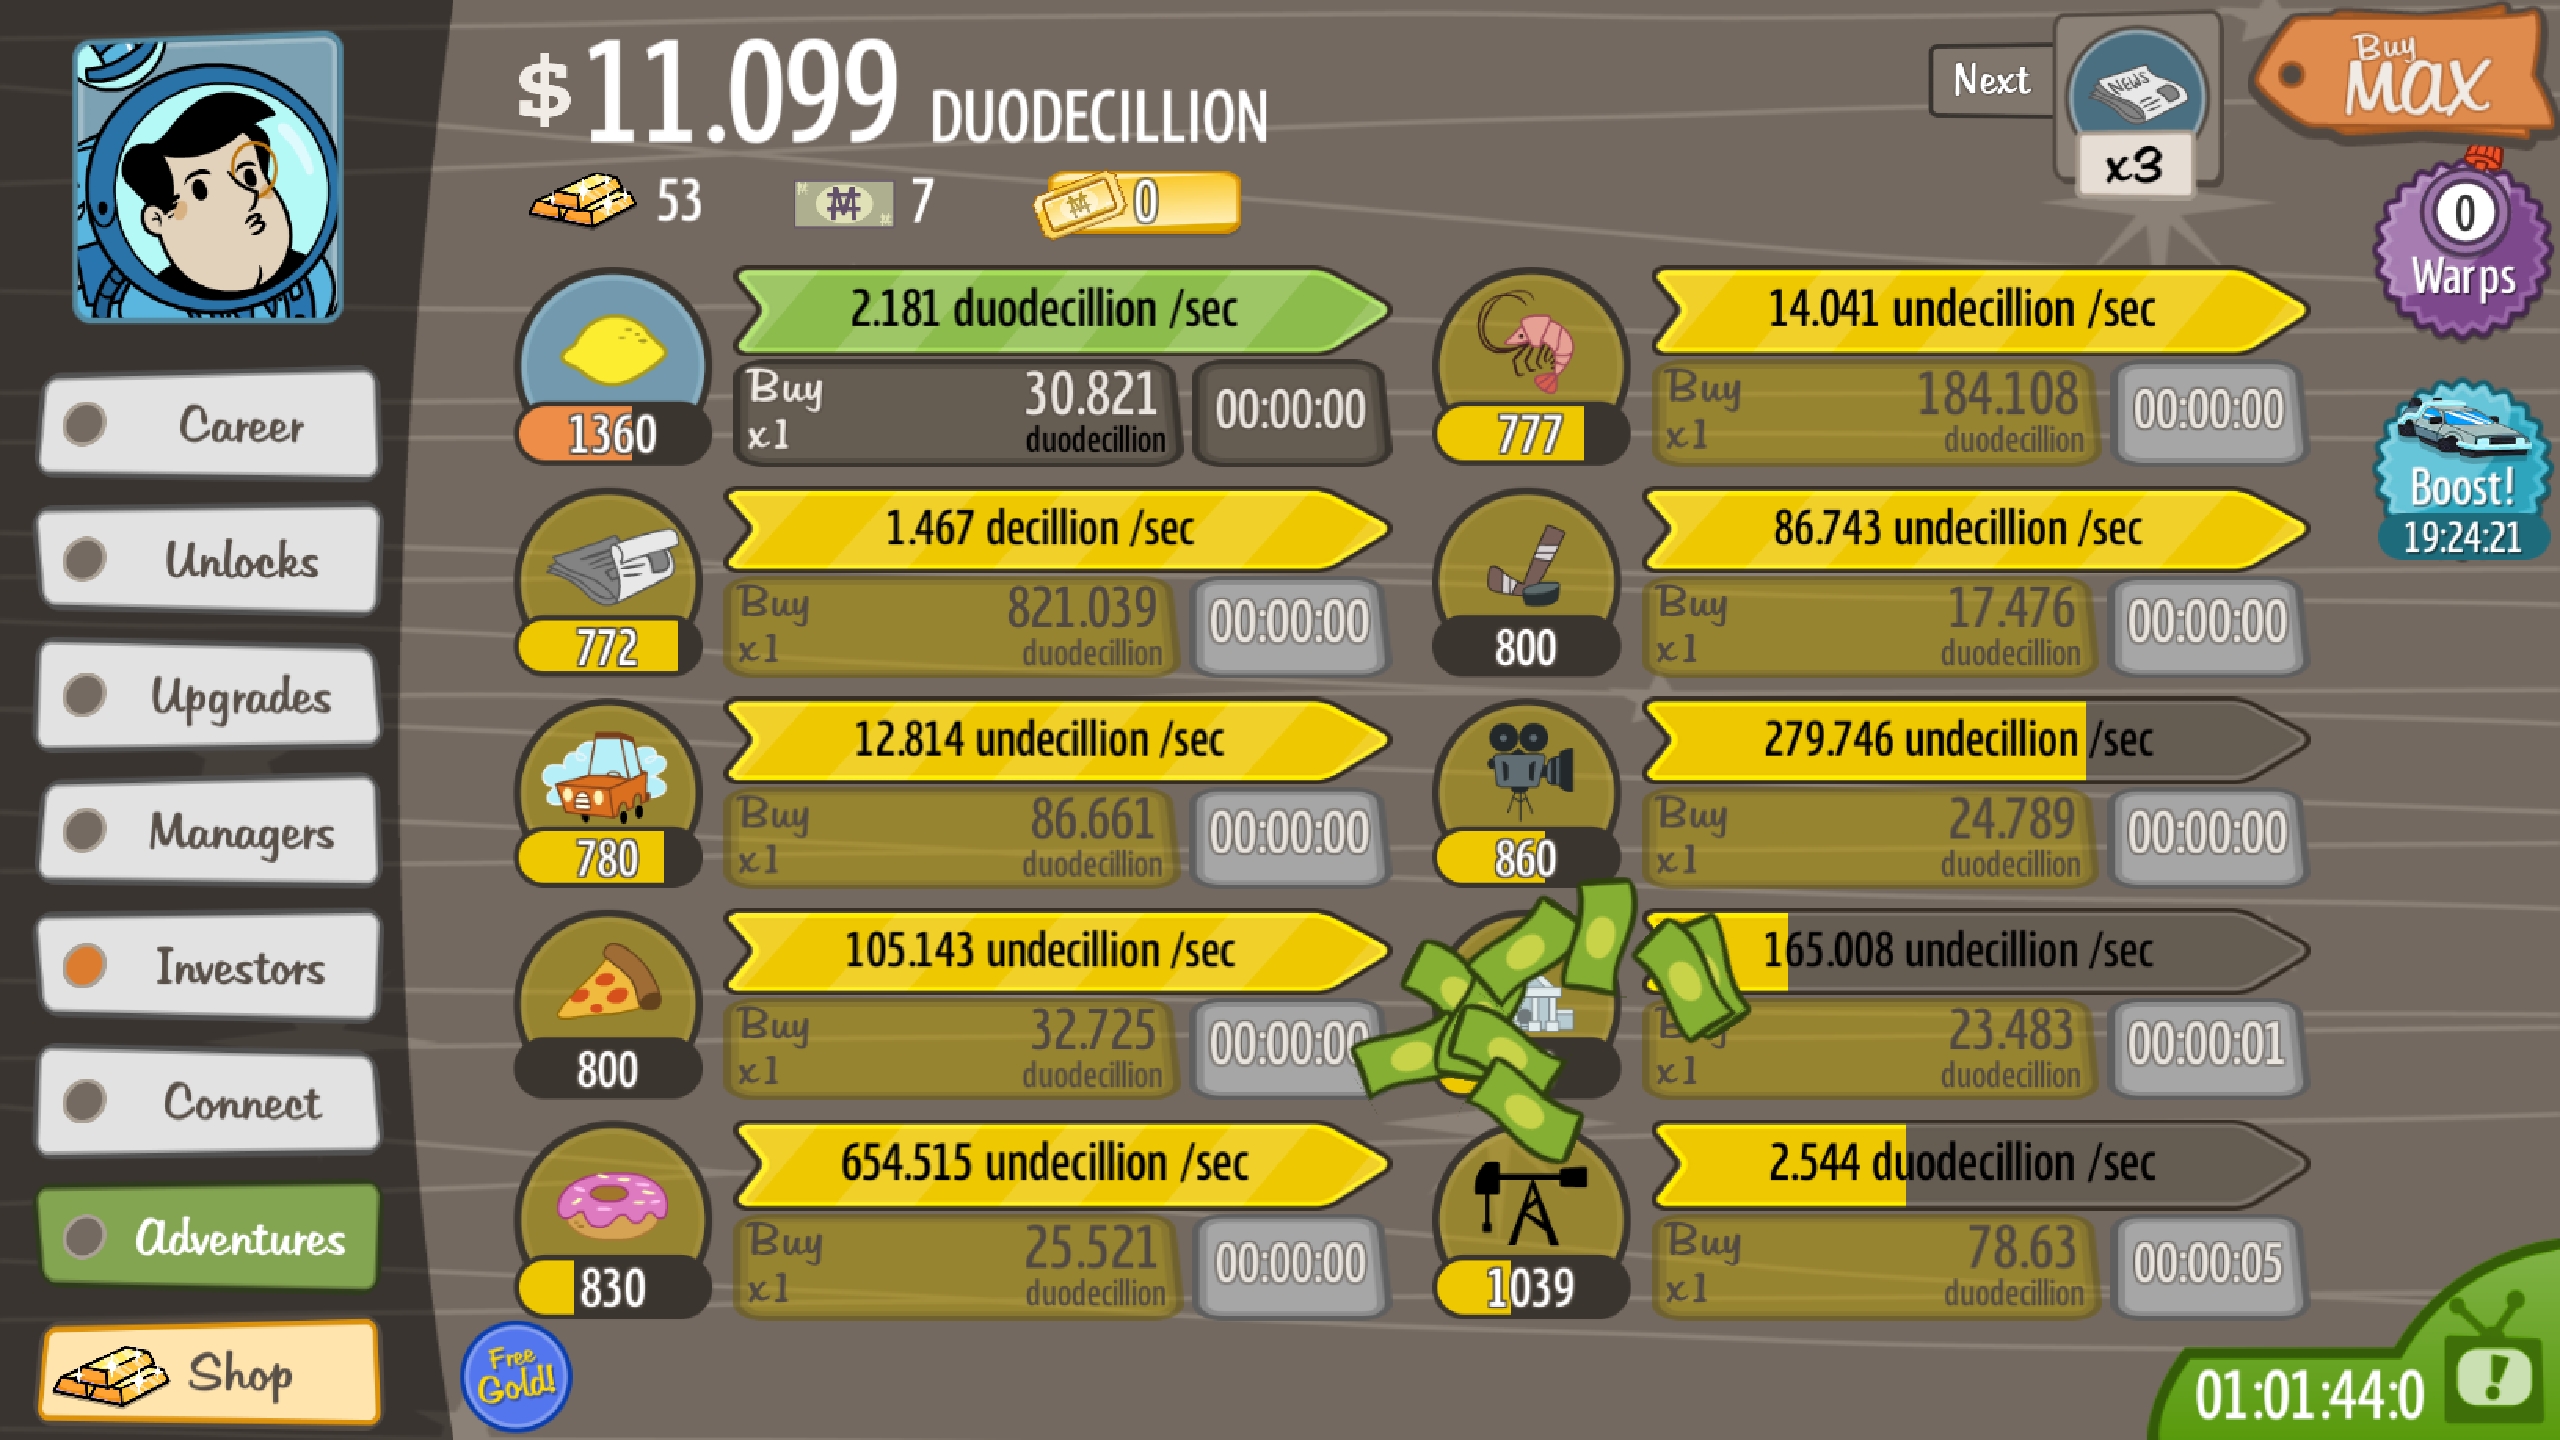 $11.099 DUODECILLION
53
7
0
Next
NEWS
x3
Buy
MAX
0
Warps
Boost!
19:24:21
Career
Unlocks
Upgrades
Managers
Investors
Connect
Adventures
Shop
2.181 duodecillion /sec
1360
Buy
x1
30.821
duodecillion
00:00:00
14.041 undecillion /sec
777
Buy
x1
184.108
duodecillion
00:00:00
1.467 decillion /sec
772
Buy
x1
821.039
duodecillion
00:00:00
86.743 undecillion /sec
800
Buy
x1
17.476
duodecillion
00:00:00
12.814 undecillion /sec
780
Buy
x1
86.661
duodecillion
00:00:00
279.746 undecillion /sec
860
Buy
x1
24.789
duodecillion
00:00:00
105.143 undecillion /sec
800
Buy
x1
32.725
duodecillion
00:00:00
165.008 undecillion /sec
x1
23.483
duodecillion
00:00:01
654.515 undecillion /sec
830
Buy
x1
25.521
duodecillion
00:00:00
2.544 duodecillion /sec
1039
Buy
x1
78.63
duodecillion
00:00:05
Free
Gold!
01:01:44:0
!